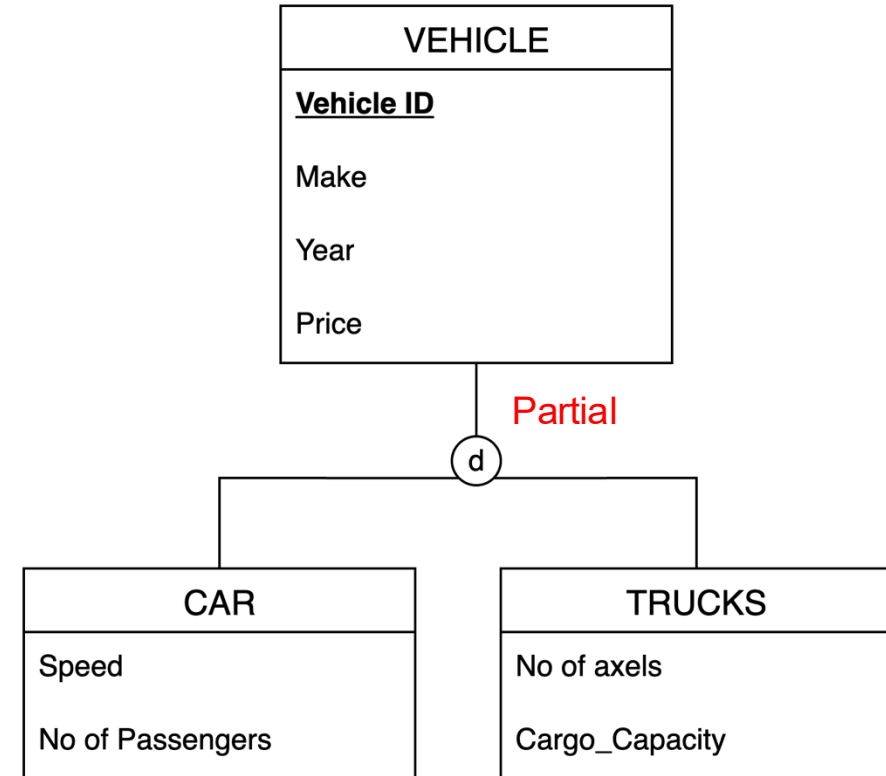 VEHICLE
Vehicle ID
Make
Year
Price
Partial
d
CAR
Speed
No of Passengers
TRUCKS
No of axels
Cargo_Capacity